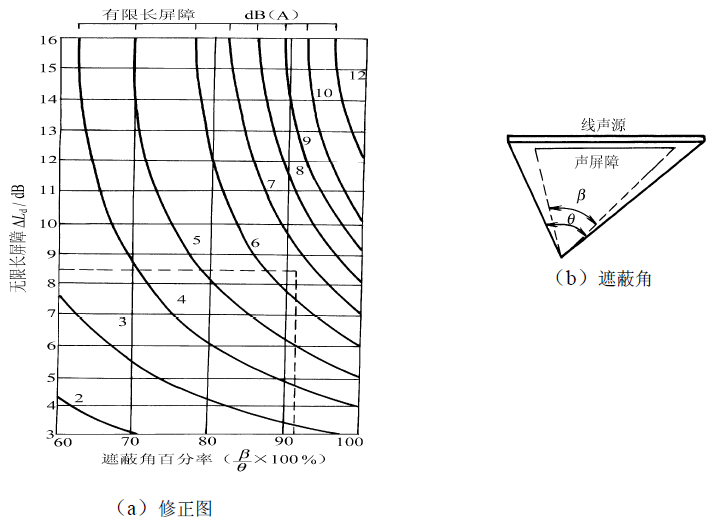 有限长屏障 dB(A)
16
15
14
13
12
11
10
9
8
7
6
5
4
3
无限长屏障 ΔLd/dB
12
10
9
8
7
6
5
4
3
2
60 70 80 90 100
遮蔽角百分率(β/θ×100%)
(a) 修正图
线声源
声屏障
β
θ
(b) 遮蔽角